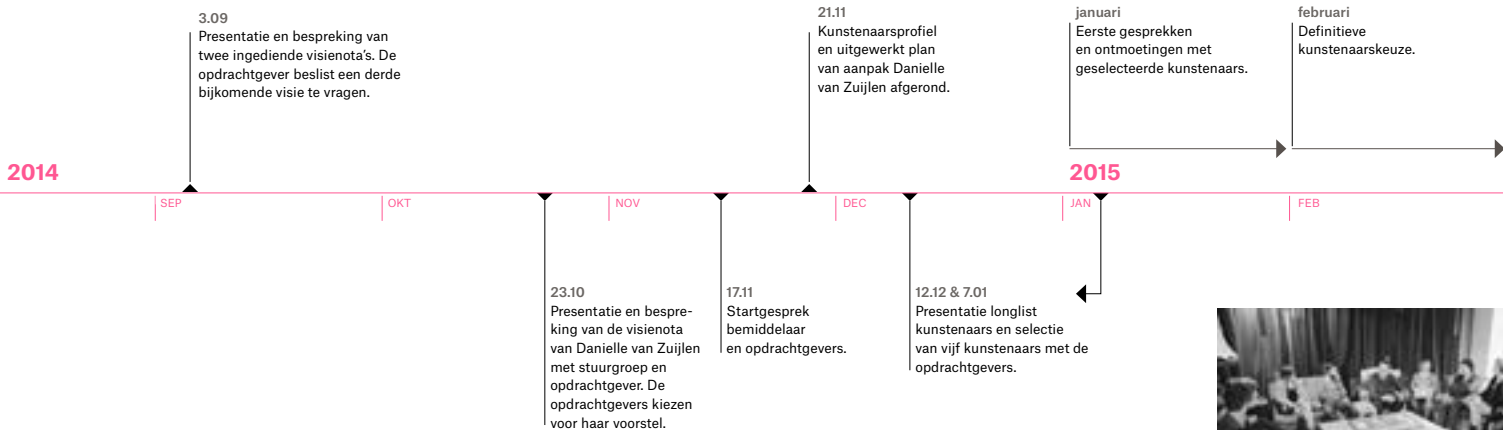 3.09
Presentatie en bespreking van
twee ingediende visienota's. De
opdrachtgever beslist een derde
bijkomende visie te vragen.
21.11
Kunstenaarsprofiel
en uitgewerkt plan
van aanpak Danielle
van Zuijlen afgerond.
januari
Eerste gesprekken
en ontmoetingen met
geselecteerde kunstenaars.
februari
Definitieve
kunstenaarskeuze.
2014
2015
SEP
OKT
NOV
DEC
JAN
FEB
23.10
Presentatie en bespre-
king van de visienota
van Danielle van Zuijlen
met stuurgroep en
opdrachtgever. De
opdrachtgevers kiezen
voor haar voorstel.
17.11
Startgesprek
bemiddelaar
en opdrachtgevers.
12.12 & 7.01
Presentatie longlist
kunstenaars en selectie
van vijf kunstenaars met de
opdrachtgevers.